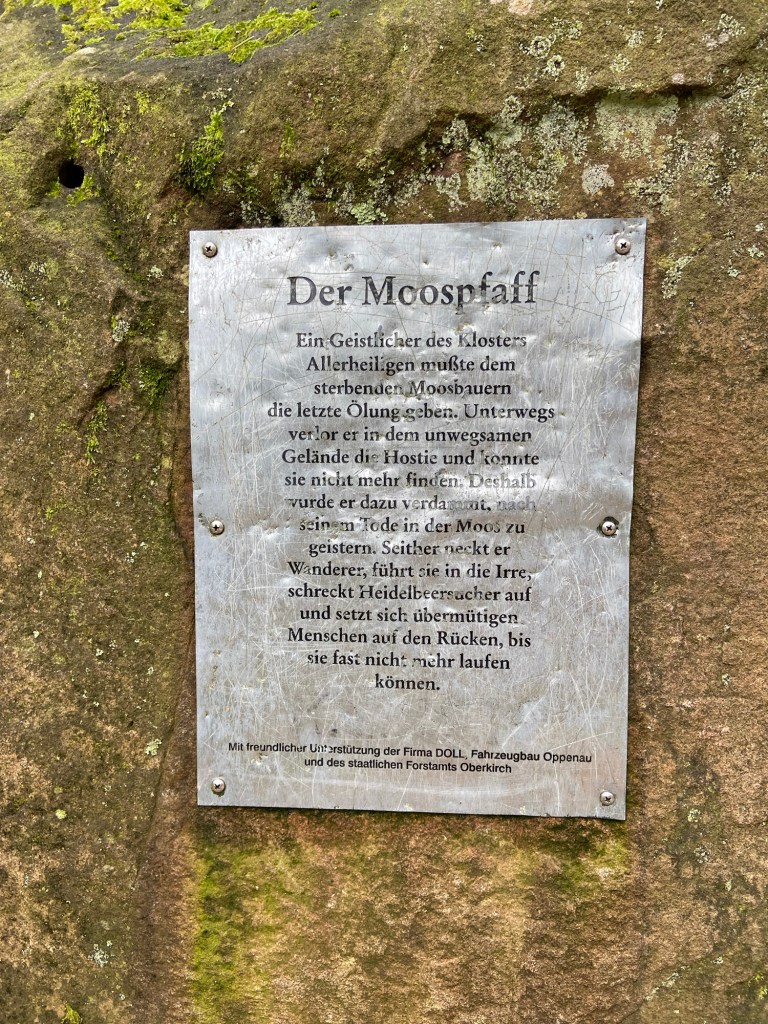 Der Moospfaff
Ein Geistlicher des Klosters
Allerheiligen mußte dem
sterbenden Moosbauern
die letzte Ölung geben. Unterwegs
verlor er in dem unwegsamen
Gelände die Hostie und konnte
sie nicht mehr finden. Deshalb
wurde er dazu verdammt, nach
seinem Tode in der Moos zu
geistern. Seither neckt er
Wanderer, führt sie in die Irre,
schreckt Heidelbeersucher auf
und setzt sich übermütigen
Menschen auf den Rücken, bis
sie fast nicht mehr laufen
können.
Mit freundlicher Unterstützung der Firma DOLL, Fahrzeugbau Oppenau
und des staatlichen Forstamts Oberkirch